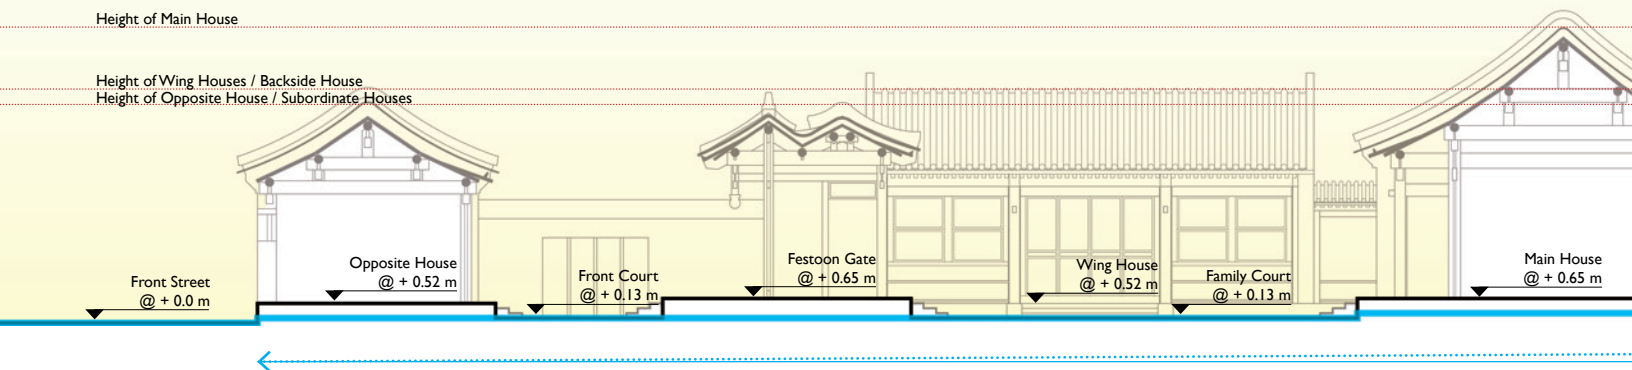 Height of Main House
Height of Wing Houses / Backside House
Height of Opposite House / Subordinate Houses
Front Street
@ + 0.0 m
Opposite House
@ + 0.52 m
Front Court
@ + 0.13 m
Festoon Gate
@ + 0.65 m
Wing House
@ + 0.52 m
Family Court
@ + 0.13 m
Main House
@ + 0.65 m